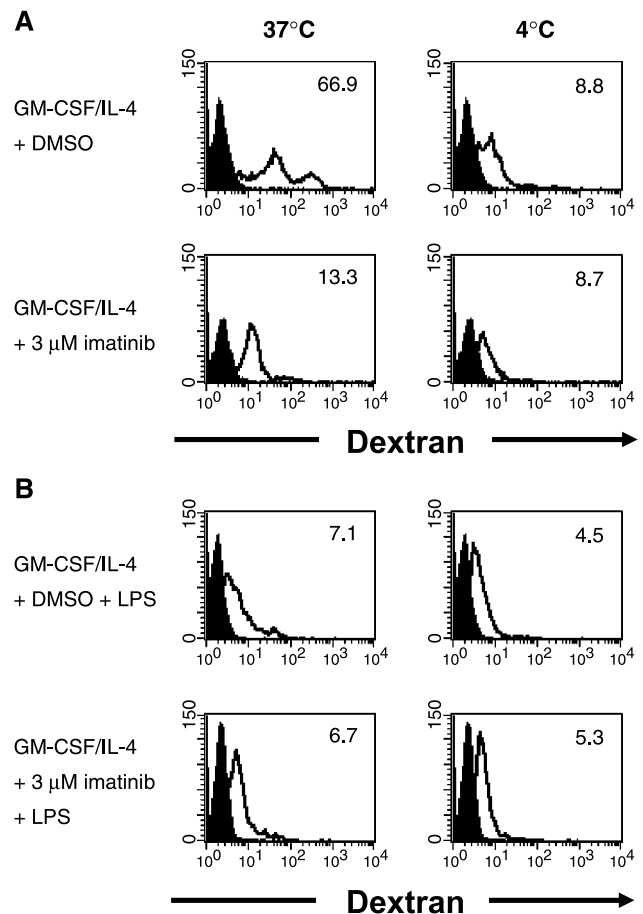 A
37°C 4°C
GM-CSF/IL-4
+ DMSO
150 0 66.9 10⁰ 10¹ 10² 10³ 10⁴
150 0 8.8 10⁰ 10¹ 10² 10³ 10⁴
GM-CSF/IL-4
+ 3 μM imatinib
150 0 13.3 10⁰ 10¹ 10² 10³ 10⁴
150 0 8.7 10⁰ 10¹ 10² 10³ 10⁴
Dextran
B
GM-CSF/IL-4
+ DMSO + LPS
150 0 7.1 10⁰ 10¹ 10² 10³ 10⁴
150 0 4.5 10⁰ 10¹ 10² 10³ 10⁴
GM-CSF/IL-4
+ 3 μM imatinib
+ LPS
150 0 6.7 10⁰ 10¹ 10² 10³ 10⁴
150 0 5.3 10⁰ 10¹ 10² 10³ 10⁴
Dextran